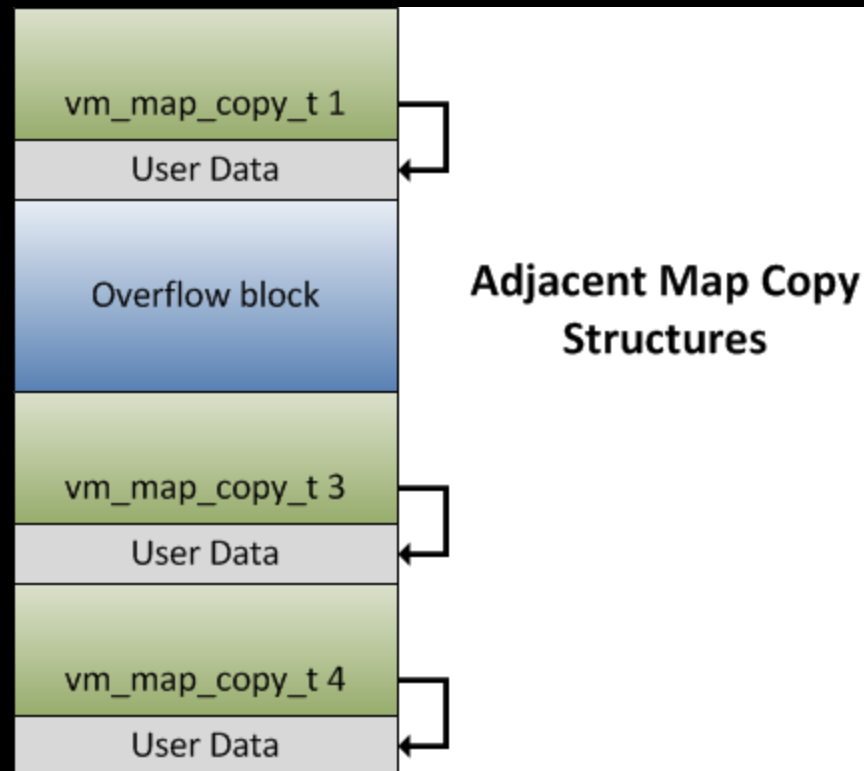 vm_map_copy_t 1
User Data
Overflow block
Adjacent Map Copy
Structures
vm_map_copy_t 3
User Data
vm_map_copy_t 4
User Data